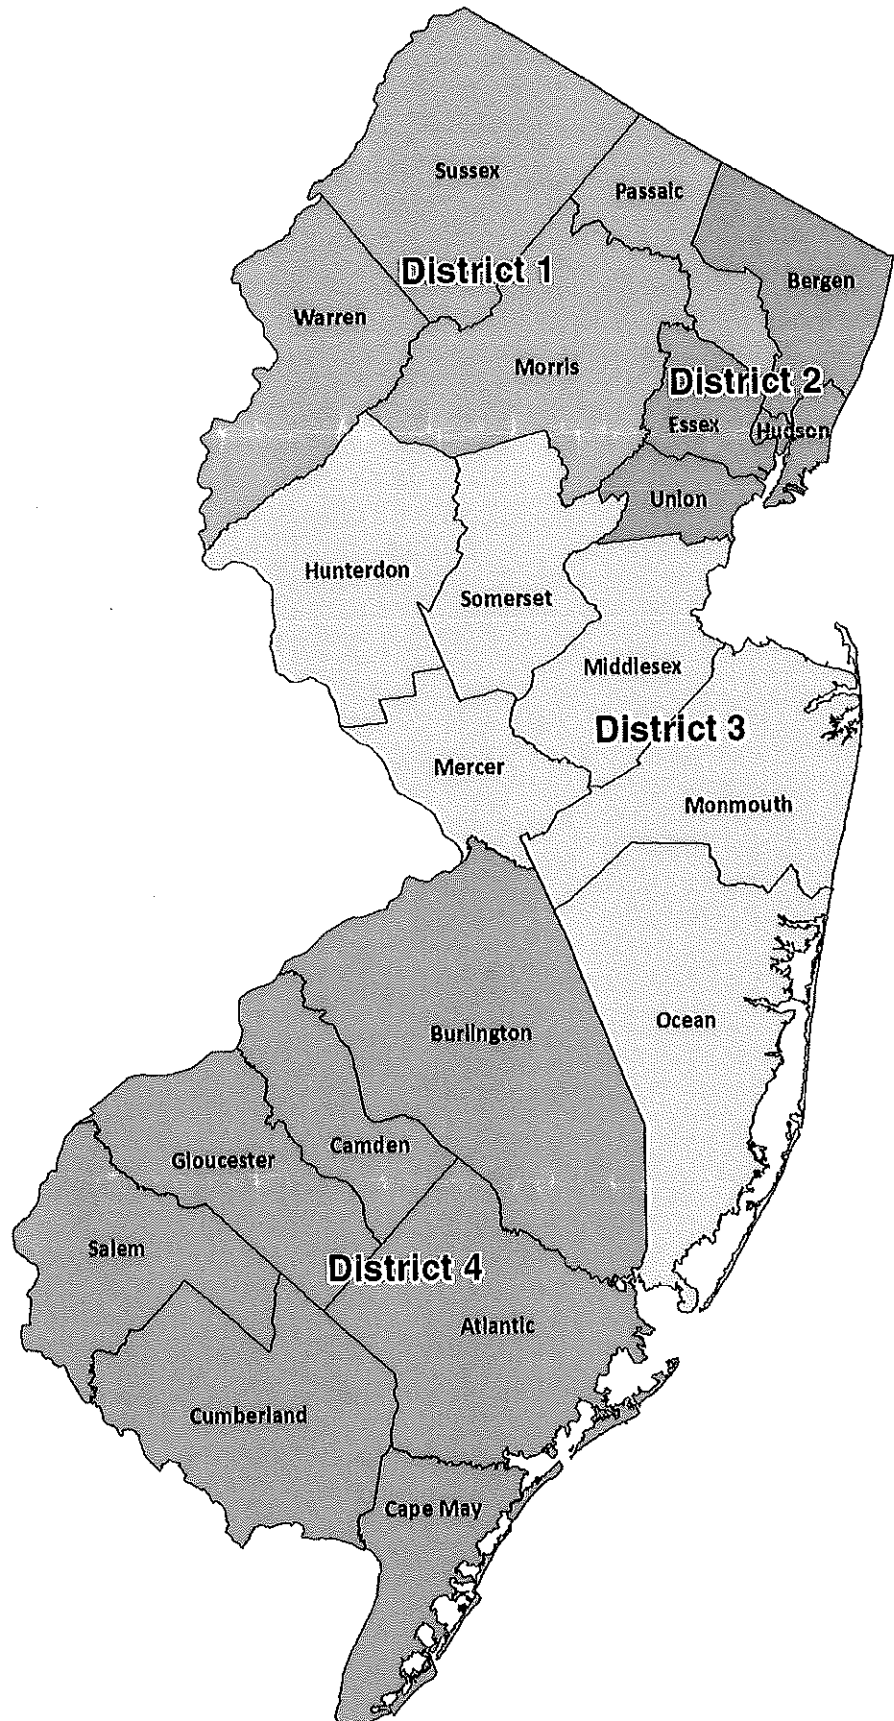 Sussex
Passaic
District 1
Bergen
Warren
Morris
District 2
Essex
Hudson
Union
Hunterdon
Somerset
Middlesex
District 3
Mercer
Monmouth
Ocean
Burlington
Camden
Gloucester
Salem
District 4
Atlantic
Cumberland
Cape May